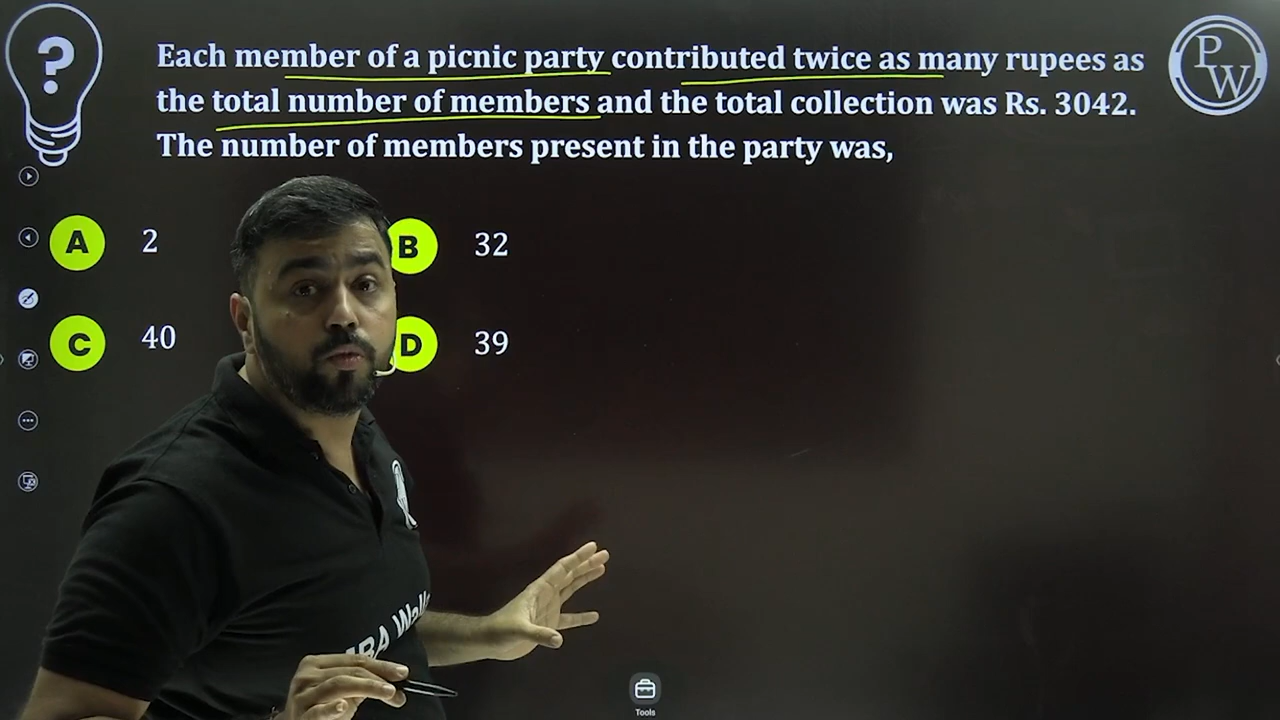 Each member of a picnic party contributed twice as many rupees as
the total number of members and the total collection was Rs. 3042.
The number of members present in the party was,
?
P
W
A 2
B 32
C 40
D 39
Tools